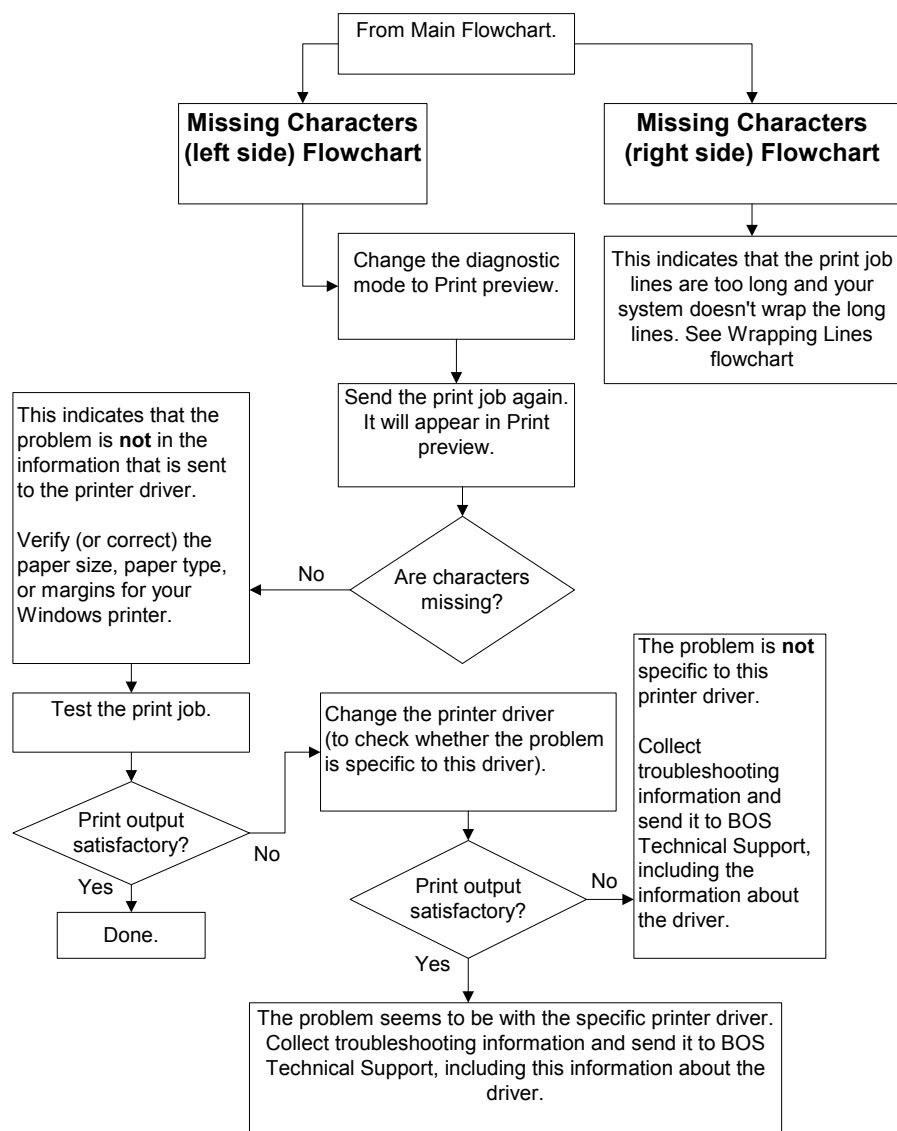 From Main Flowchart.
Missing Characters
(left side) Flowchart
Missing Characters
(right side) Flowchart
Change the diagnostic
mode to Print preview.
This indicates that the print job
lines are too long and your
system doesn't wrap the long
lines. See Wrapping Lines
flowchart
Send the print job again.
It will appear in Print
preview.
This indicates that the
problem is not in the
information that is sent
to the printer driver.
Verify (or correct) the
paper size, paper type,
or margins for your
Windows printer.
No
Are characters
missing?
Test the print job.
Change the printer driver
(to check whether the problem
is specific to this driver).
The problem is not
specific to this
printer driver.
Collect
troubleshooting
information and
send it to BOS
Technical Support,
including the
information about
the driver.
Print output
satisfactory?
No
Yes
Done.
Print output
satisfactory?
No
Yes
The problem seems to be with the specific printer driver.
Collect troubleshooting information and send it to BOS
Technical Support, including this information about the
driver.